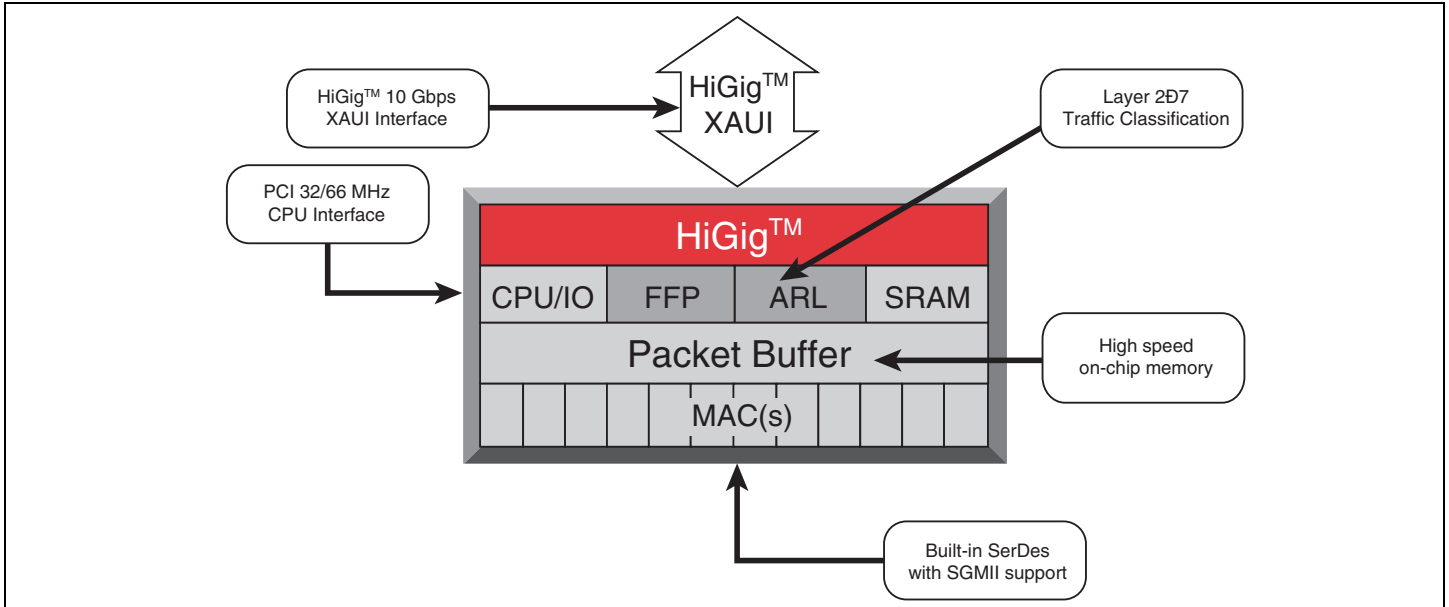 HiGig™
XAUI
HiGig™ 10 Gbps
XAUI Interface
Layer 2Ð7
Traffic Classification
PCI 32/66 MHz
CPU Interface
HiGig™
CPU/IO
FFP
ARL
SRAM
Packet Buffer
High speed
on-chip memory
MAC(s)
Built-in SerDes
with SGMII support